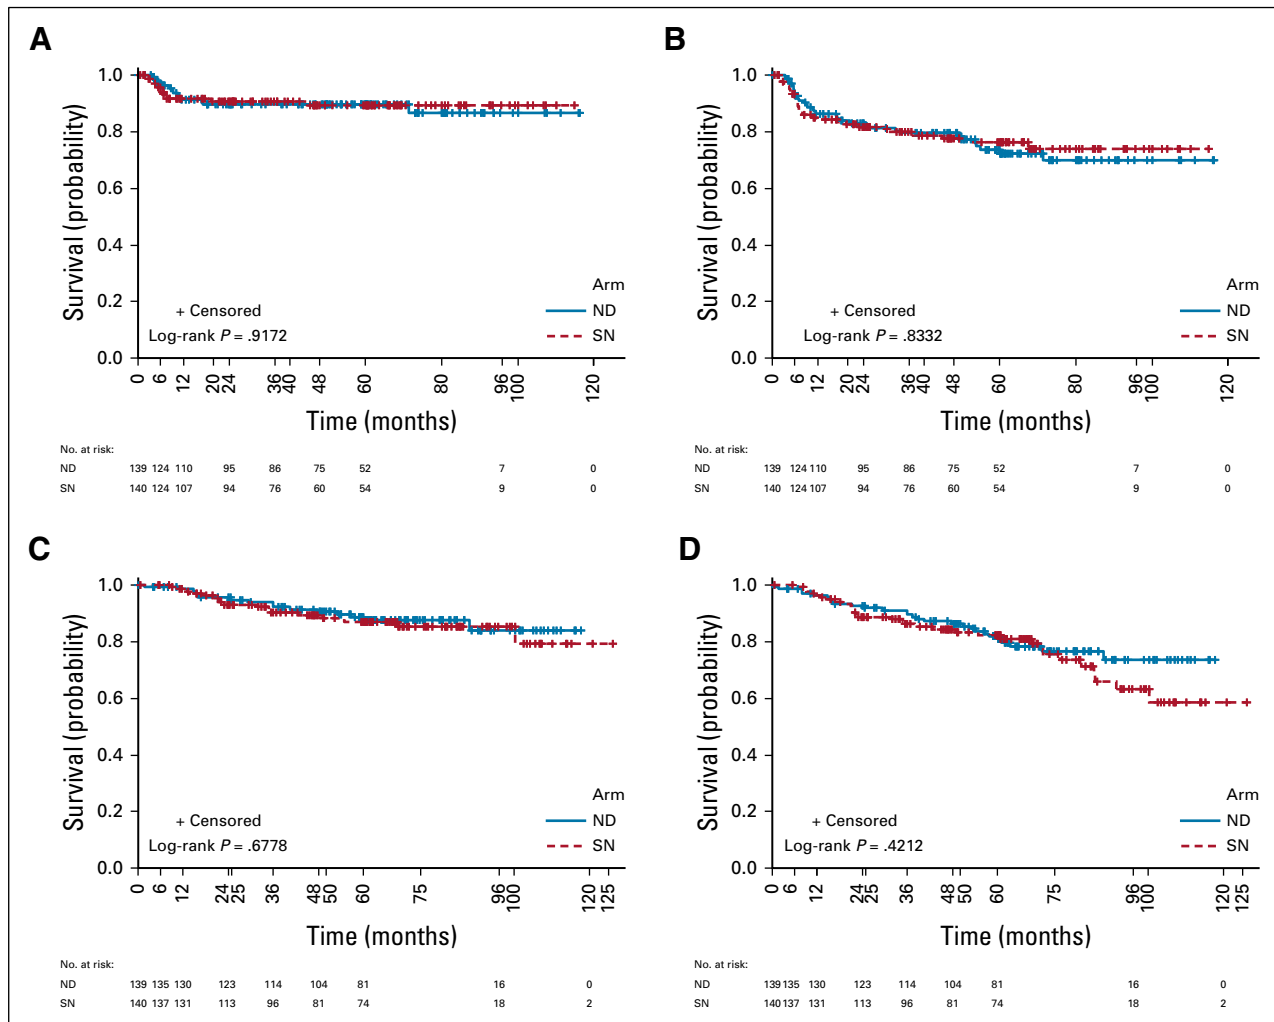 A
Survival (probability)
1.0
0.8
0.6
0.4
0.2
0.0
+ Censored
Log-rank P = .9172
Arm
ND
SN
0 6 12 20 24 36 40 48 60 80 96 100 120
Time (months)
No. at risk:
ND 139 124 110 95 86 75 52 7 0
SN 140 124 107 94 76 60 54 9 0
B
Survival (probability)
1.0
0.8
0.6
0.4
0.2
0.0
+ Censored
Log-rank P = .8332
Arm
ND
SN
0 6 12 20 24 36 40 48 60 80 96 100 120
Time (months)
No. at risk:
ND 139 124 110 95 86 75 52 7 0
SN 140 124 107 94 76 60 54 9 0
C
Survival (probability)
1.0
0.8
0.6
0.4
0.2
0.0
+ Censored
Log-rank P = .6778
Arm
ND
SN
0 6 12 24 25 36 48 50 60 75 96 100 120 125
Time (months)
No. at risk:
ND 139 135 130 123 114 104 81 16 0
SN 140 137 131 113 96 81 74 18 2
D
Survival (probability)
1.0
0.8
0.6
0.4
0.2
0.0
+ Censored
Log-rank P = .4212
Arm
ND
SN
0 6 12 24 25 36 48 50 60 75 96 100 120 125
Time (months)
No. at risk:
ND 139 135 130 123 114 104 81 16 0
SN 140 137 131 113 96 81 74 18 2